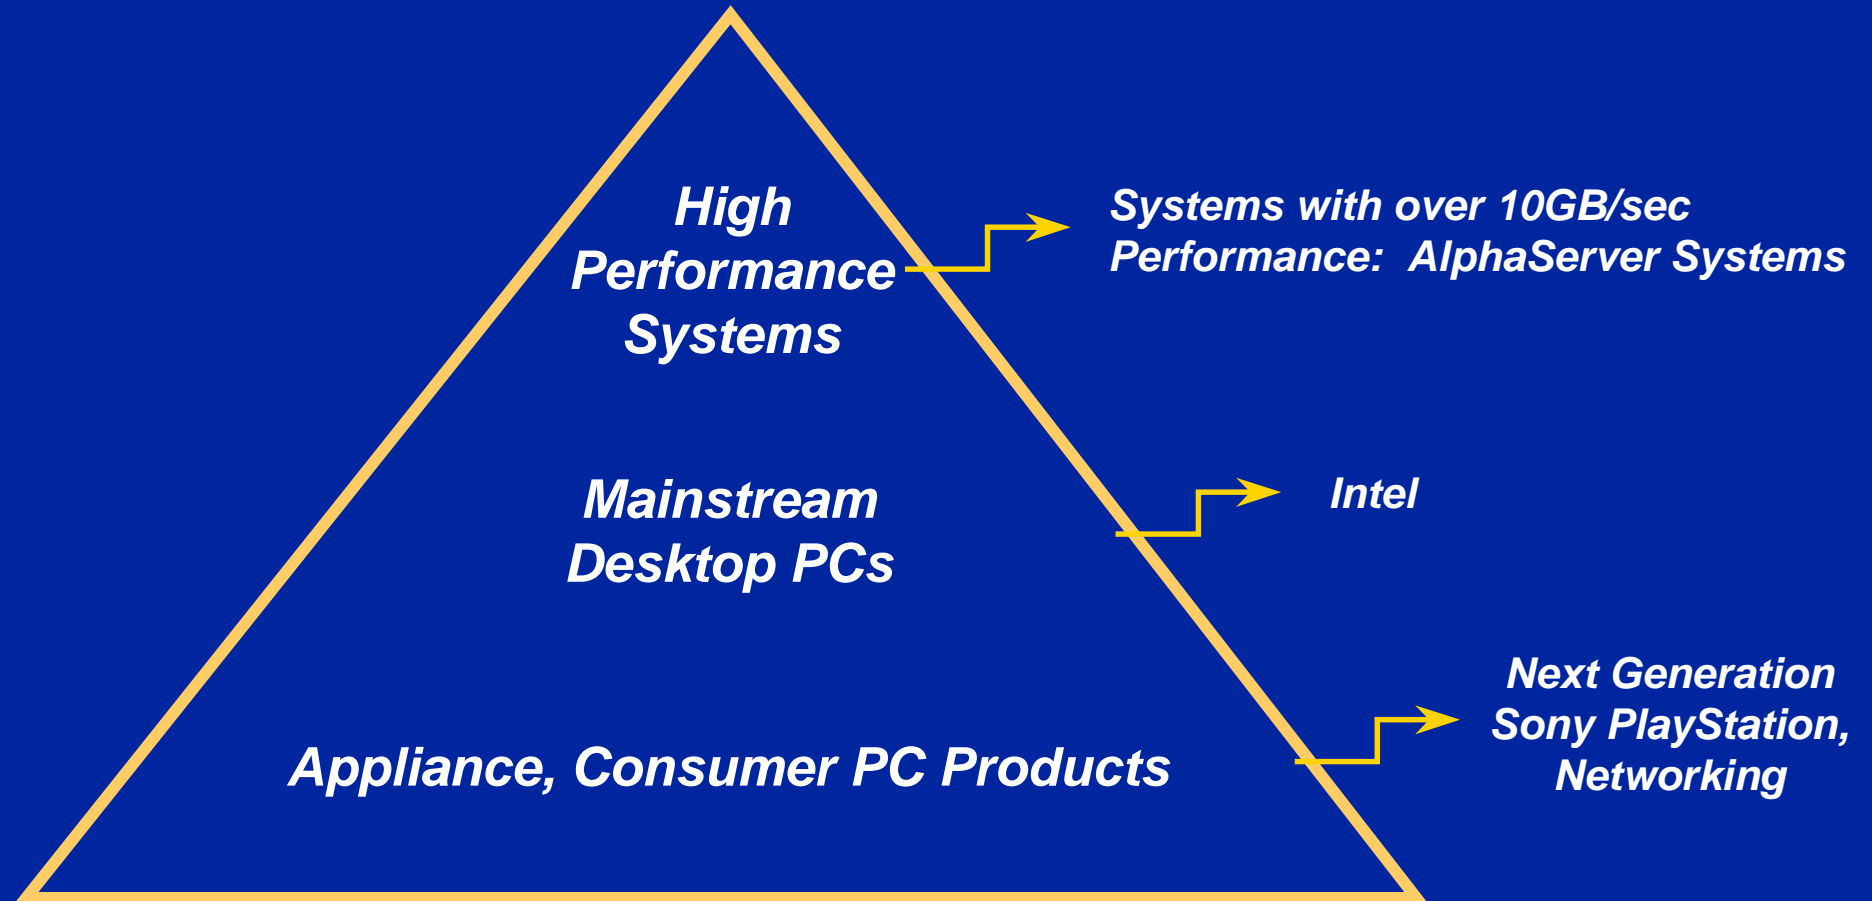 High
Performance
Systems
Systems with over 10GB/sec
Performance:  AlphaServer Systems
Mainstream
Desktop PCs
Intel
Appliance, Consumer PC Products
Next Generation
Sony PlayStation,
Networking